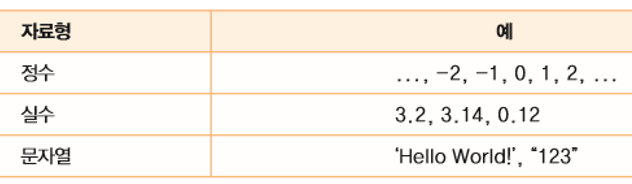 자료형 예
정수 ..., -2, -1, 0, 1, 2, ...
실수 3.2, 3.14, 0.12
문자열 ‘Hello World!’, “123”